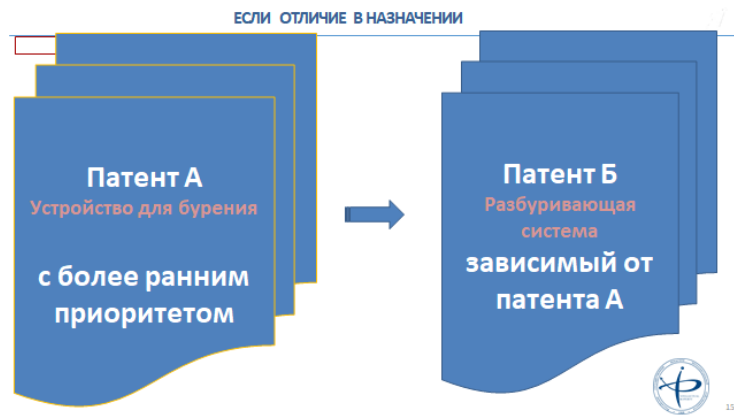 ЕСЛИ ОТЛИЧИЕ В НАЗНАЧЕНИИ
Патент А
Устройство для бурения
с более ранним
приоритетом
Патент Б
Разбуривающая
система
зависимый от
патента А
13